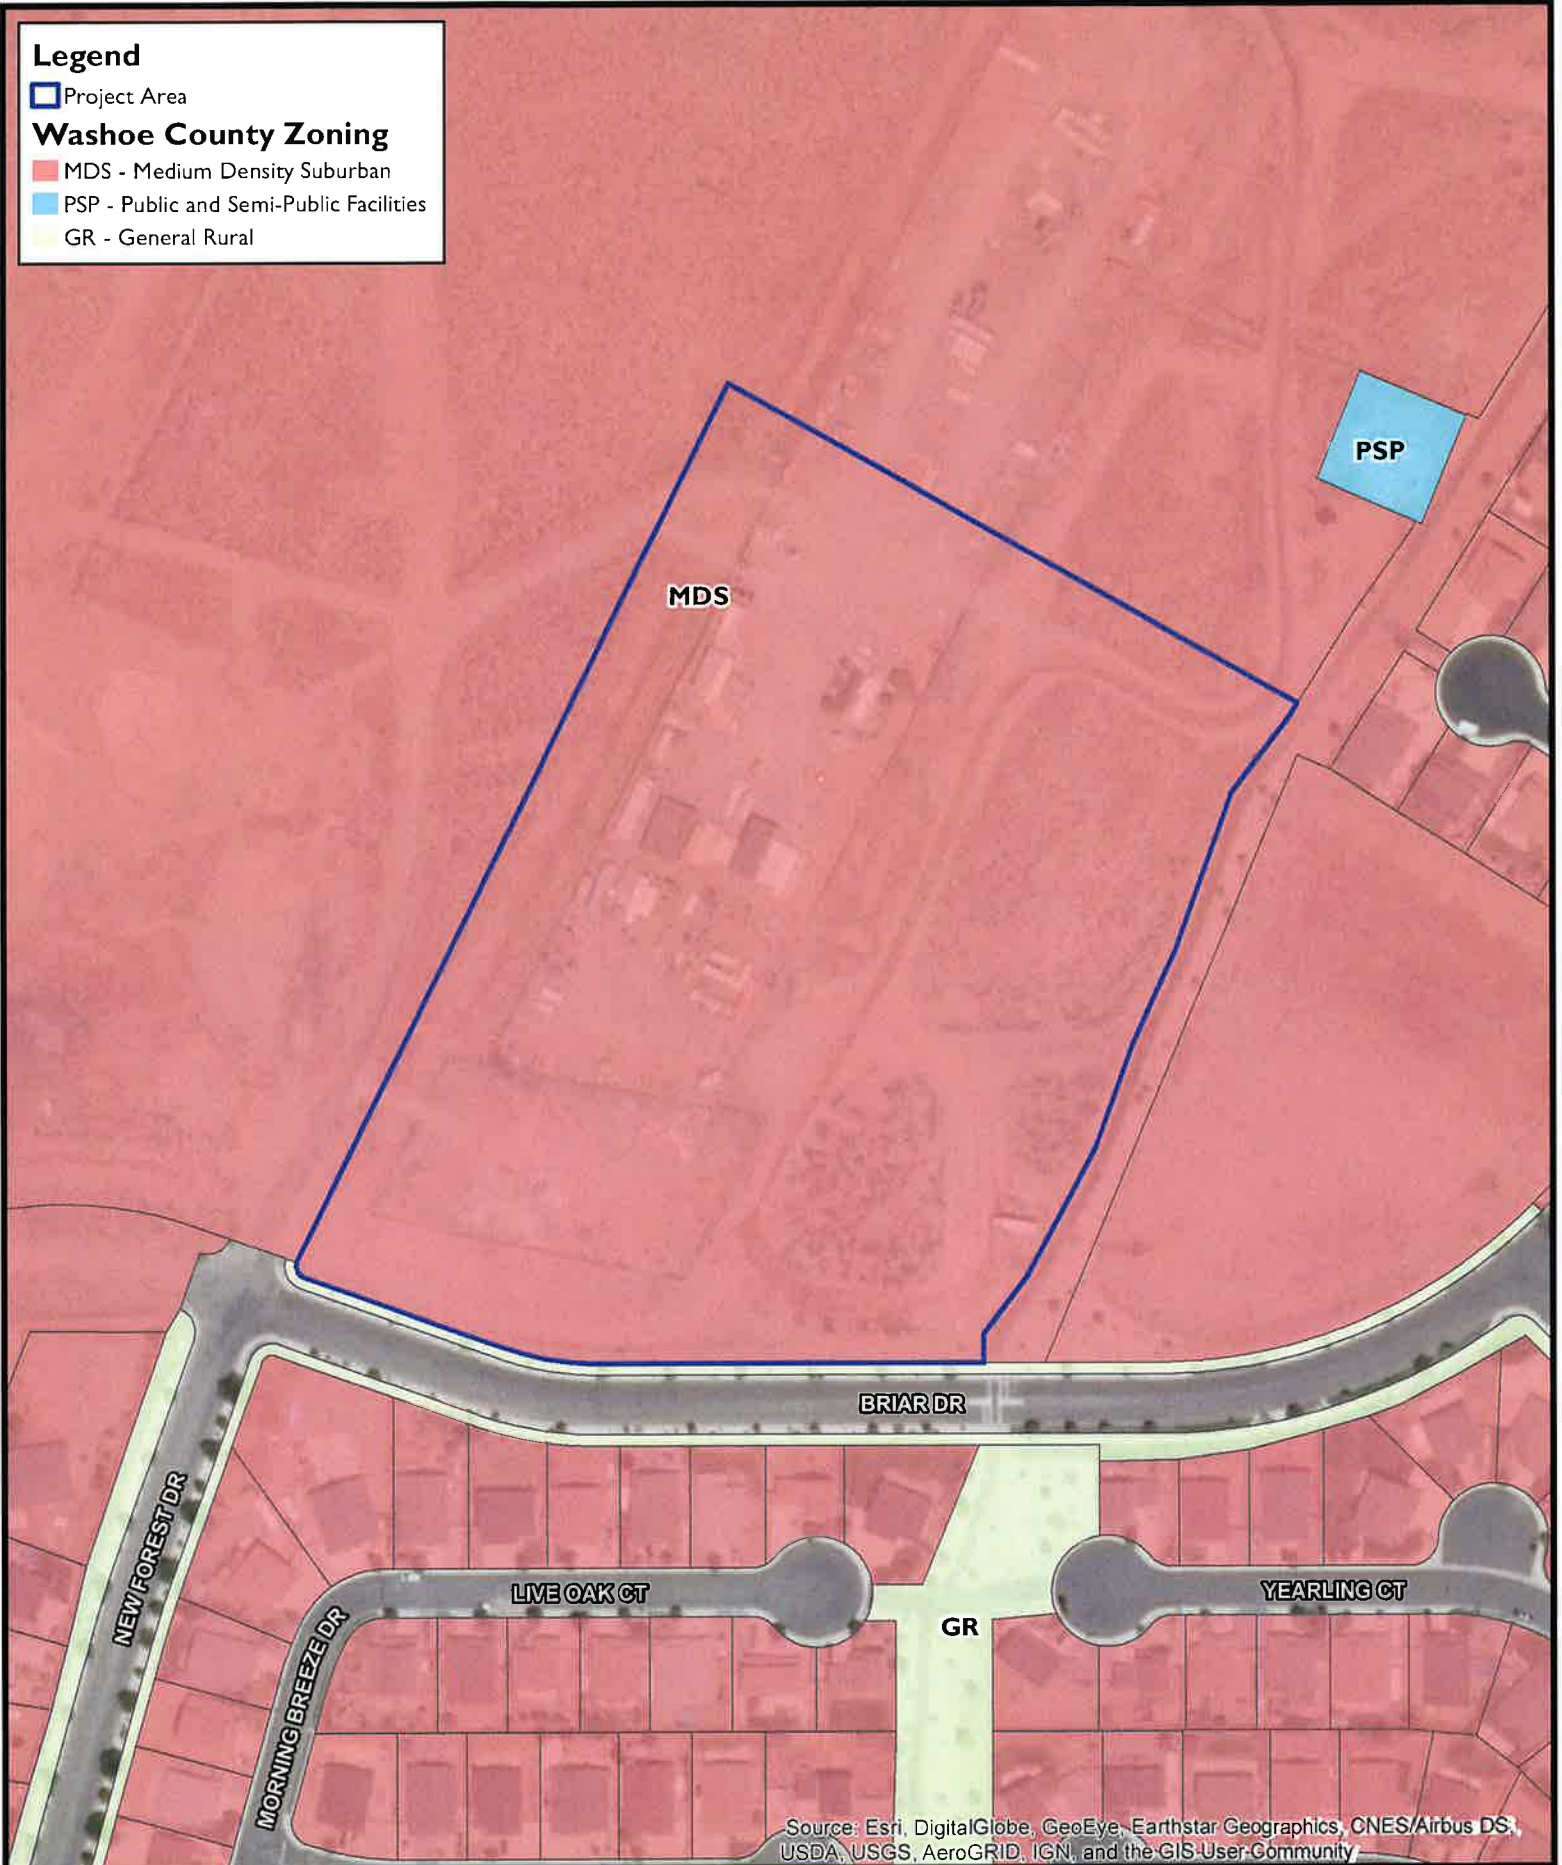 Legend
Project Area
Washoe County Zoning
MDS - Medium Density Suburban
PSP - Public and Semi-Public Facilities
GR - General Rural
PSP
MDS
BRIAR DR
NEW FOREST DR
LIVE OAK CT
YEARLING CT
MORNING BREEZE DR
GR
Source: Esri, DigitalGlobe, GeoEye, Earthstar Geographics, CNES/Airbus DS,
USDA, USGS, AeroGRID, IGN, and the GIS User Community